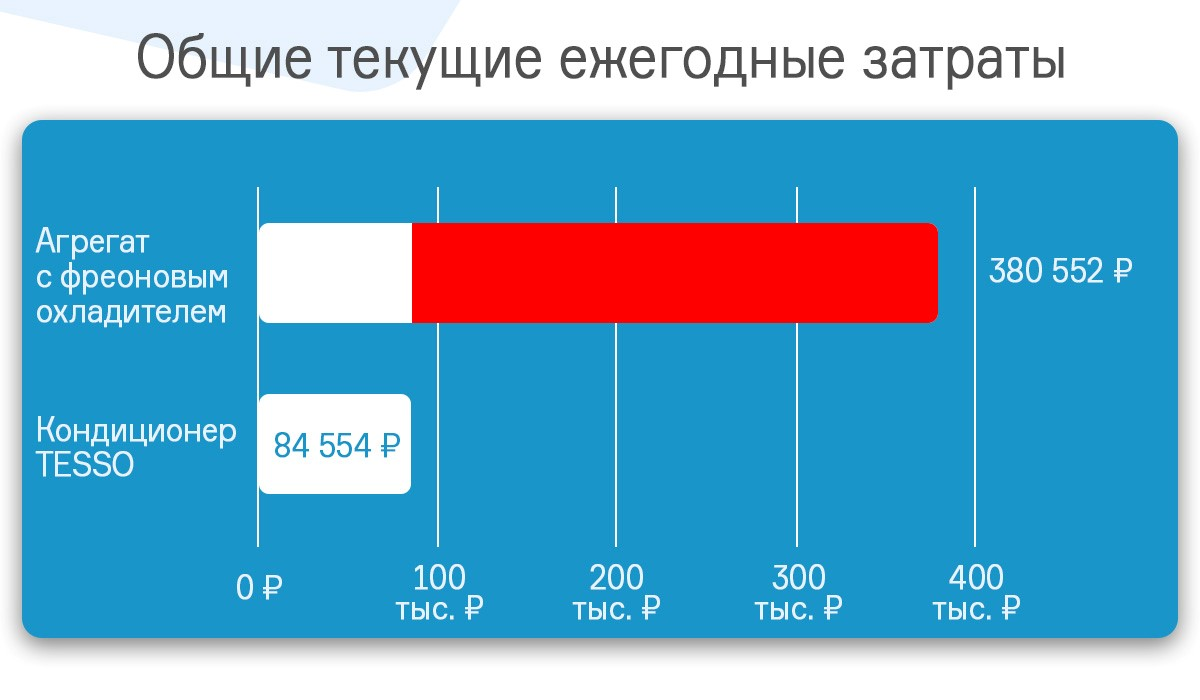 Общие текущие ежегодные затраты
Агрегат
с фреоновым
охладителем
380 552 ₽
Кондиционер
TESSO
84 554 ₽
0 ₽
100
тыс. ₽
200
тыс. ₽
300
тыс. ₽
400
тыс. ₽